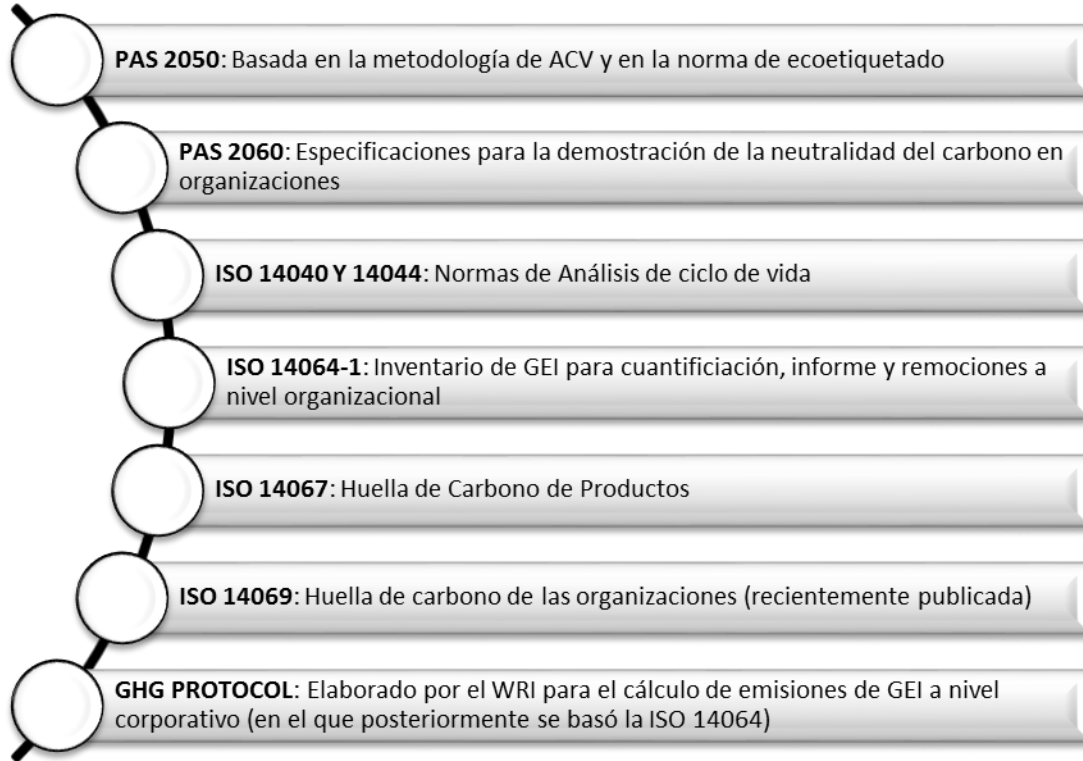 PAS 2050: Basada en la metodología de ACV y en la norma de ecoetiquetado
PAS 2060: Especificaciones para la demostración de la neutralidad del carbono en
organizaciones
ISO 14040 Y 14044: Normas de Análisis de ciclo de vida
ISO 14064-1: Inventario de GEI para cuantificiación, informe y remociones a
nivel organizacional
ISO 14067: Huella de Carbono de Productos
ISO 14069: Huella de carbono de las organizaciones (recientemente publicada)
GHG PROTOCOL: Elaborado por el WRI para el cálculo de emisiones de GEI a nivel
corporativo (en el que posteriormente se basó la ISO 14064)